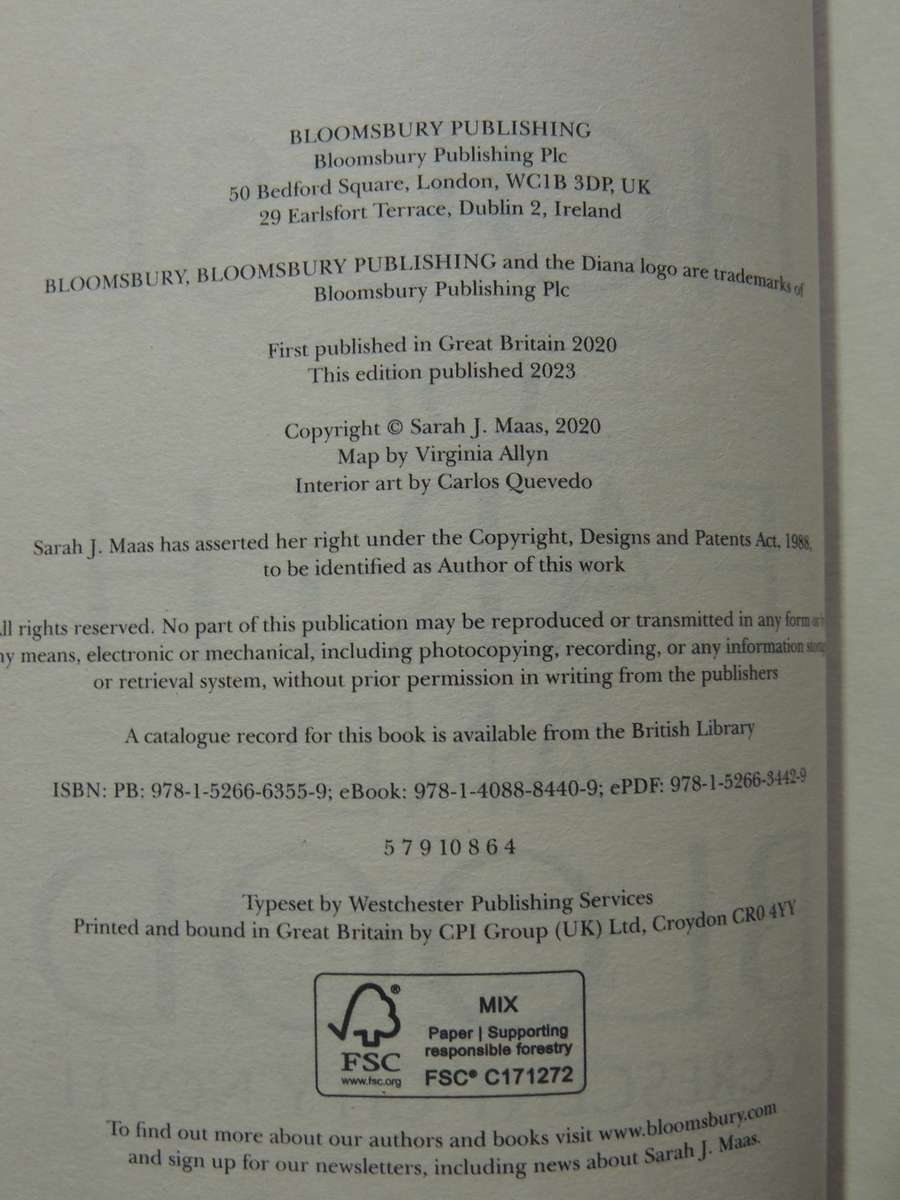 BLOOMSBURY PUBLISHING
Bloomsbury Publishing Plc
50 Bedford Square, London, WC1B 3DP, UK
29 Earlsfort Terrace, Dublin 2, Ireland
BLOOMSBURY, BLOOMSBURY PUBLISHING and the Diana logo are trademarks of
Bloomsbury Publishing Plc
First published in Great Britain 2020
This edition published 2023
Copyright © Sarah J. Maas, 2020
Map by Virginia Allyn
Interior art by Carlos Quevedo
Sarah J. Maas has asserted her right under the Copyright, Designs and Patents Act, 1988,
to be identified as Author of this work
ll rights reserved. No part of this publication may be reproduced or transmitted in any form or
y means, electronic or mechanical, including photocopying, recording, or any information
or retrieval system, without prior permission in writing from the publishers
A catalogue record for this book is available from the British Library
ISBN: PB: 978-1-5266-6355-9; eBook: 978-1-4088-8440-9; ePDF: 978-1-5266-3442-9
5 7 9 10 8 6 4
Typeset by Westchester Publishing Services
Printed and bound in Great Britain by CPI Group (UK) Ltd, Croydon CR0 4YY
FSC
www.fsc.org
MIX
Paper | Supporting
responsible forestry
FSC® C171272
To find out more about our authors and books visit www.bloomsbury.com
and sign up for our newsletters, including news about Sarah J. Maas.